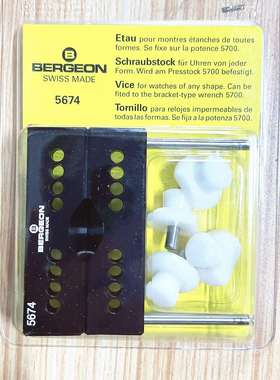 B
BERGEON
SWISS MADE
5674
Etau pour montres étanches de toutes
formes. Se fixe sur la potence 5700.
Schraubstock für Uhren von jeder
Form. Wird am Presstock 5700 befestigt.
Vice for watches of any shape. Can be
fited to the bracket-type wrench 5700.
Tornillo para relojes impermeables de
todas las formas. Se fija a la potenza 5700.
B
BERGEON
SWISS MADE
5674